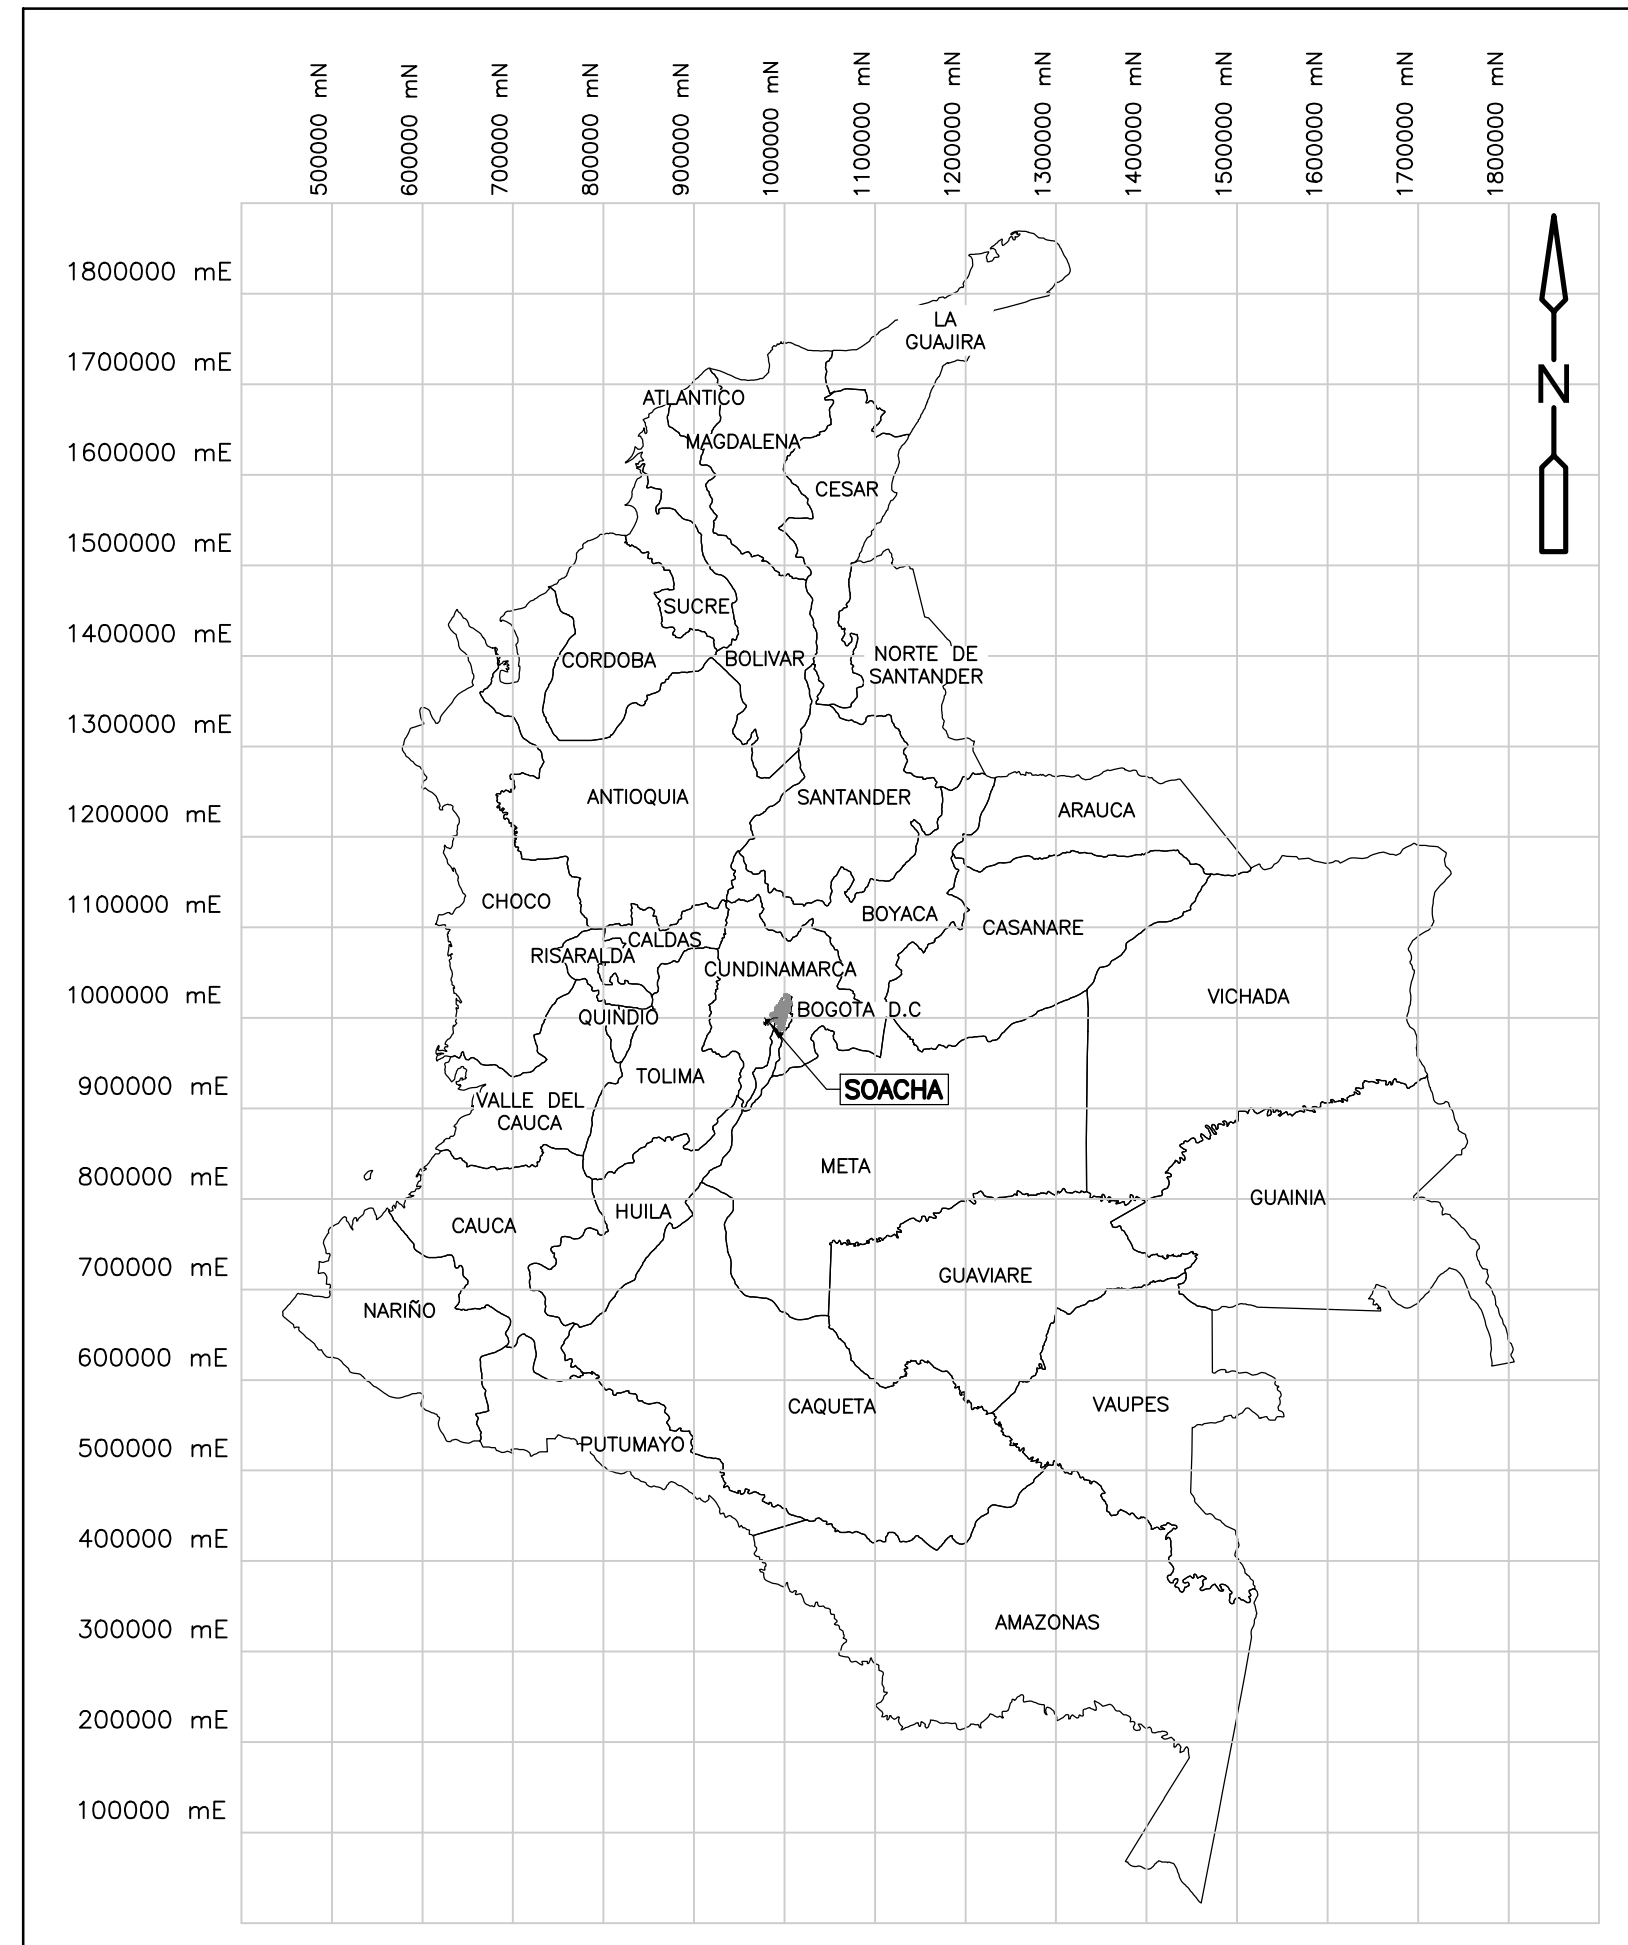 500000 mN
600000 mN
700000 mN
800000 mN
900000 mN
1000000 mN
1100000 mN
1200000 mN
1300000 mN
1400000 mN
1500000 mN
1600000 mN
1700000 mN
1800000 mN
1800000 mE
LA
GUAJIRA
1700000 mE
N
ATLANTICO
MAGDALENA
1600000 mE
CESAR
1500000 mE
SUCRE
1400000 mE
CORDOBA
BOLIVAR
NORTE DE
SANTANDER
1300000 mE
ANTIOQUIA
SANTANDER
ARAUCA
1200000 mE
CHOCO
1100000 mE
BOYACA
CASANARE
CALDAS
RISARALDA
CUNDINAMARCA
1000000 mE
VICHADA
BOGOTA D.C
QUINDIO
TOLIMA
900000 mE
SOACHA
VALLE DEL
CAUCA
META
800000 mE
GUAINIA
HUILA
CAUCA
700000 mE
GUAVIARE
NARIÑO
600000 mE
CAQUETA
VAUPES
PUTUMAYO
500000 mE
400000 mE
AMAZONAS
300000 mE
200000 mE
100000 mE